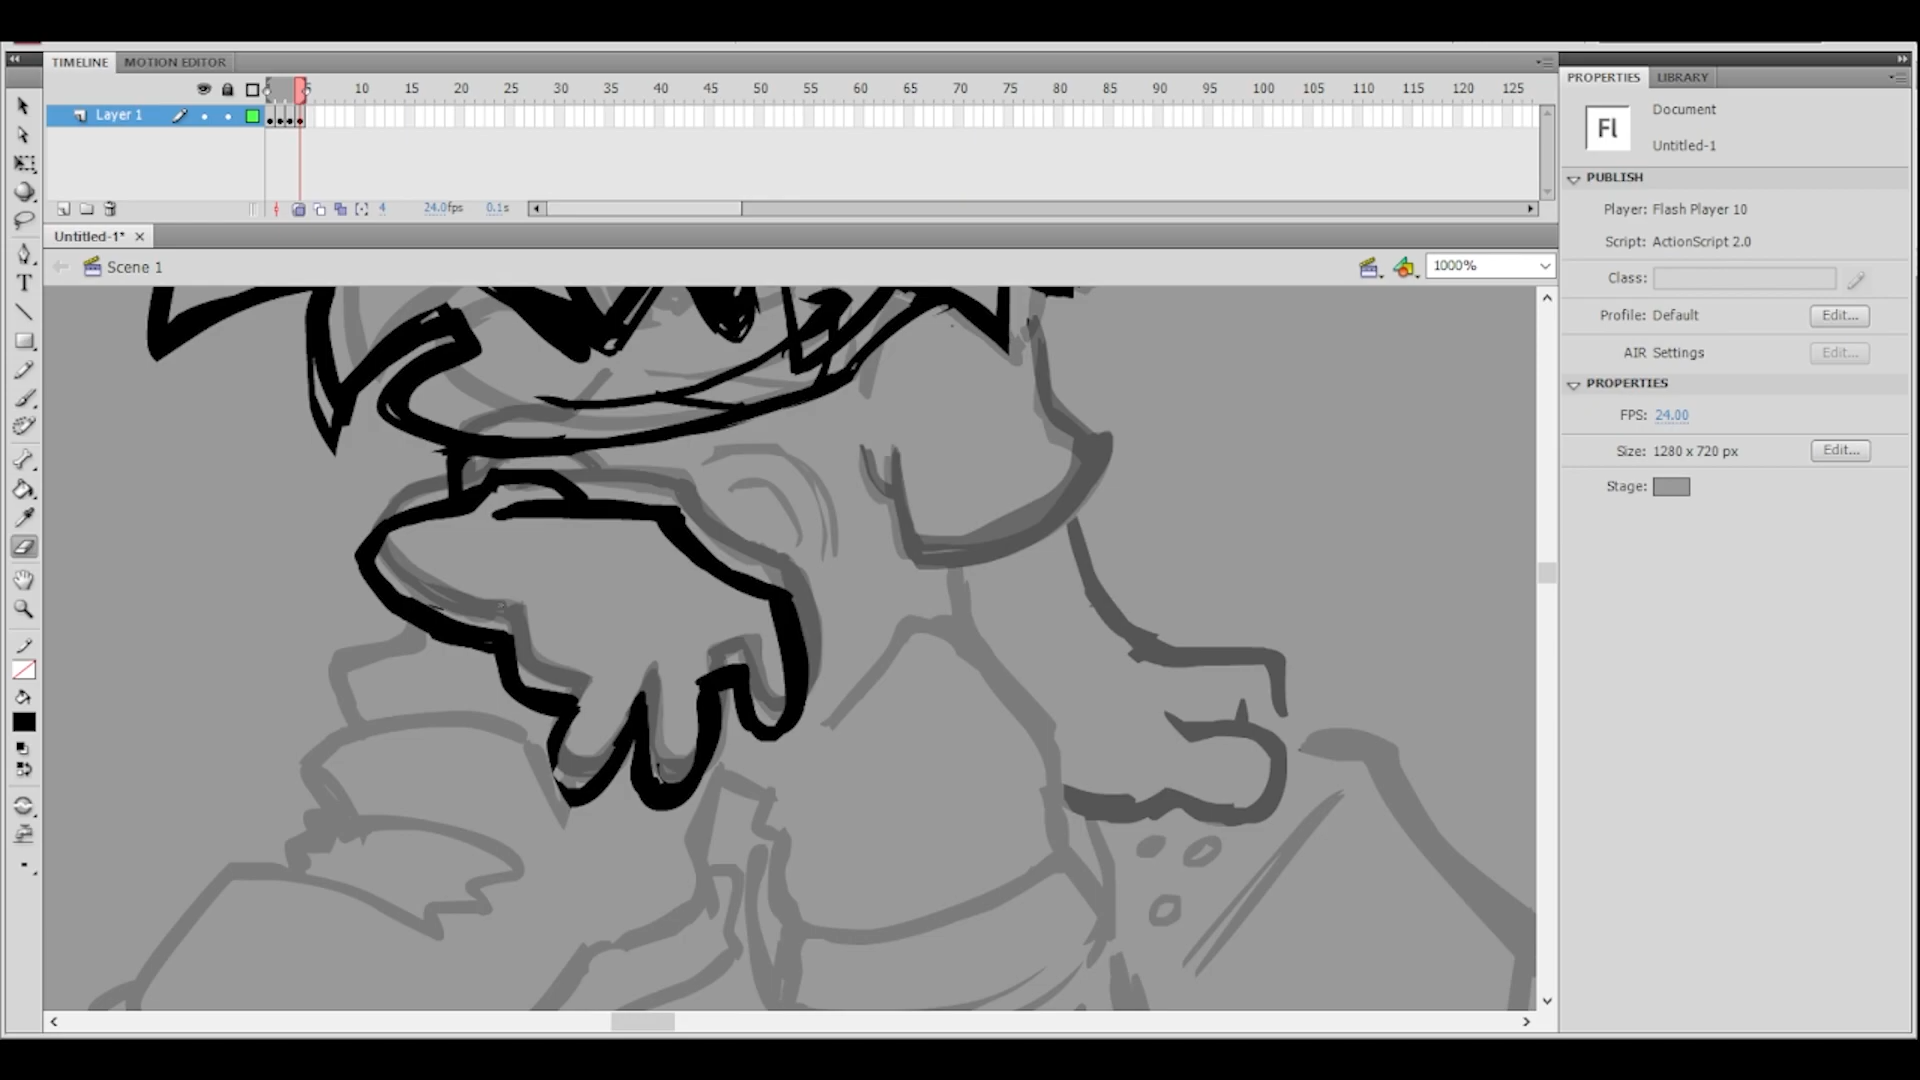 TIMELINE MOTION EDITOR
5 10 15 20 25 30 35 40 45 50 55 60 65 70 75 80 85 90 95 100 105 110 115 120 125
Layer 1
4 24.0fps 0.1s
Untitled-1*
Scene 1
1000%
T
PROPERTIES LIBRARY
Fl
Document
Untitled-1
PUBLISH
Player: Flash Player 10
Script: ActionScript 2.0
Class:
Profile: Default Edit...
AIR Settings Edit...
PROPERTIES
FPS: 24.00
Size: 1280 x 720 px Edit...
Stage: